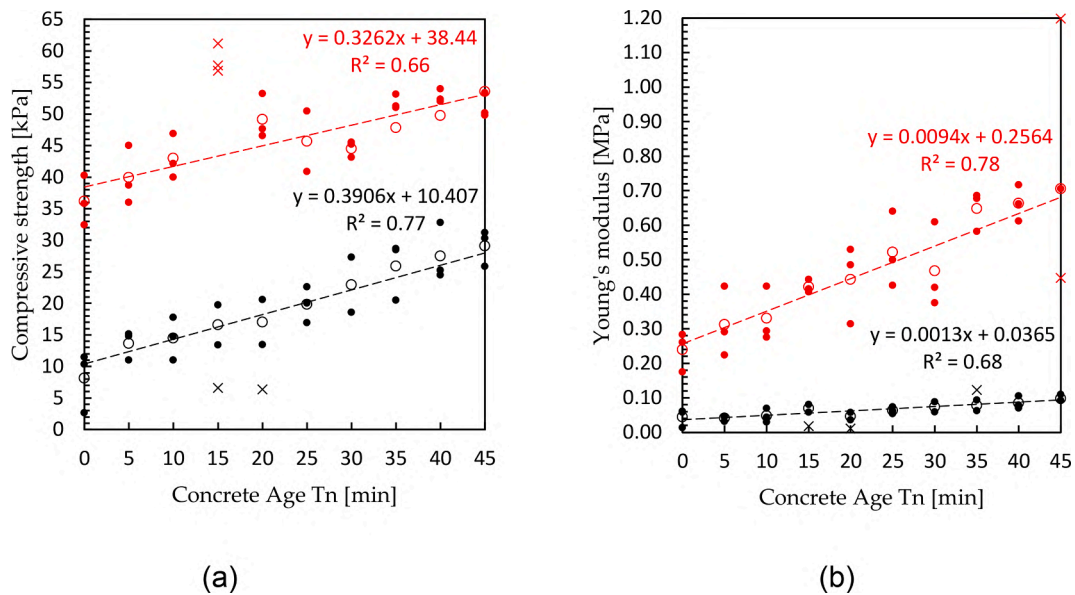 65
60
55
50
45
40
35
30
25
20
15
10
5
0
Compressive strength [kPa]
y = 0.3262x + 38.44
R² = 0.66
y = 0.3906x + 10.407
R² = 0.77
0 5 10 15 20 25 30 35 40 45
Concrete Age Tn [min]
(a)
1.20
1.10
1.00
0.90
0.80
0.70
0.60
0.50
0.40
0.30
0.20
0.10
0.00
Young's modulus [MPa]
y = 0.0094x + 0.2564
R² = 0.78
y = 0.0013x + 0.0365
R² = 0.68
0 5 10 15 20 25 30 35 40 45
Concrete Age Tn [min]
(b)